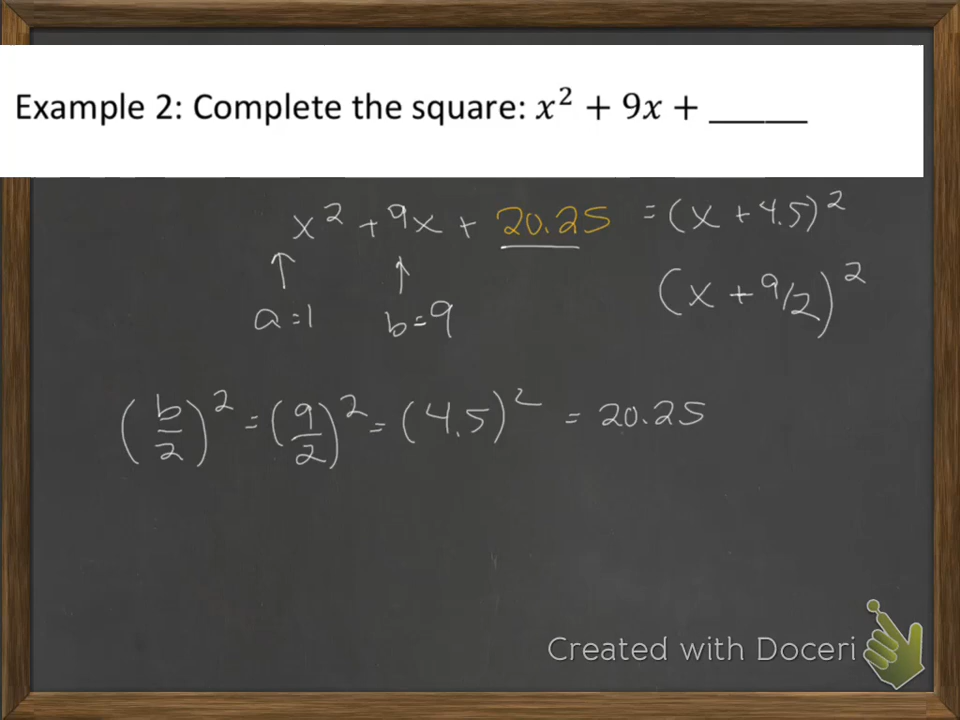 Example 2: Complete the square: x² + 9x + _____
x² + 9x + 20.25 = (x + 4.5)²
(x + 9/2)²
a=1 b=9
(b/2)² = (9/2)² = (4.5)² = 20.25
Created with Doceri